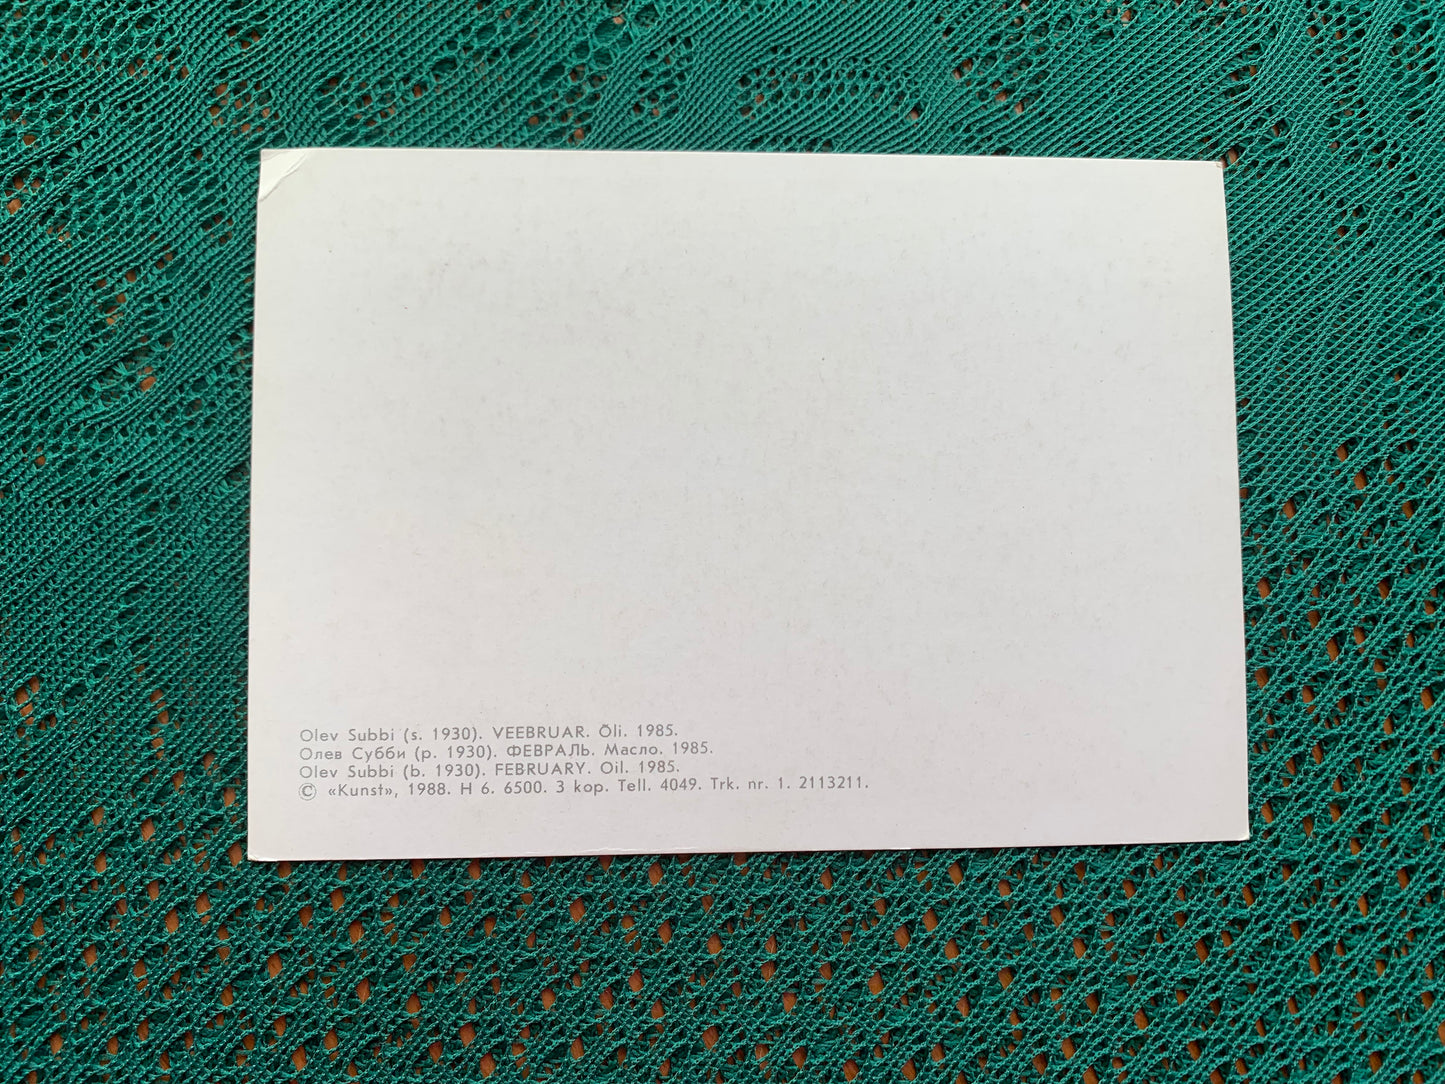 Olev Subbi (s. 1930). VEEBRUAR. Õli. 1985.
Олев Субби (р. 1930). ФЕВРАЛЬ. Масло. 1985.
Olev Subbi (b. 1930). FEBRUARY. Oil. 1985.
© «Kunst», 1988. H 6. 6500. 3 kop. Tell. 4049. Trk. nr. 1. 2113211.